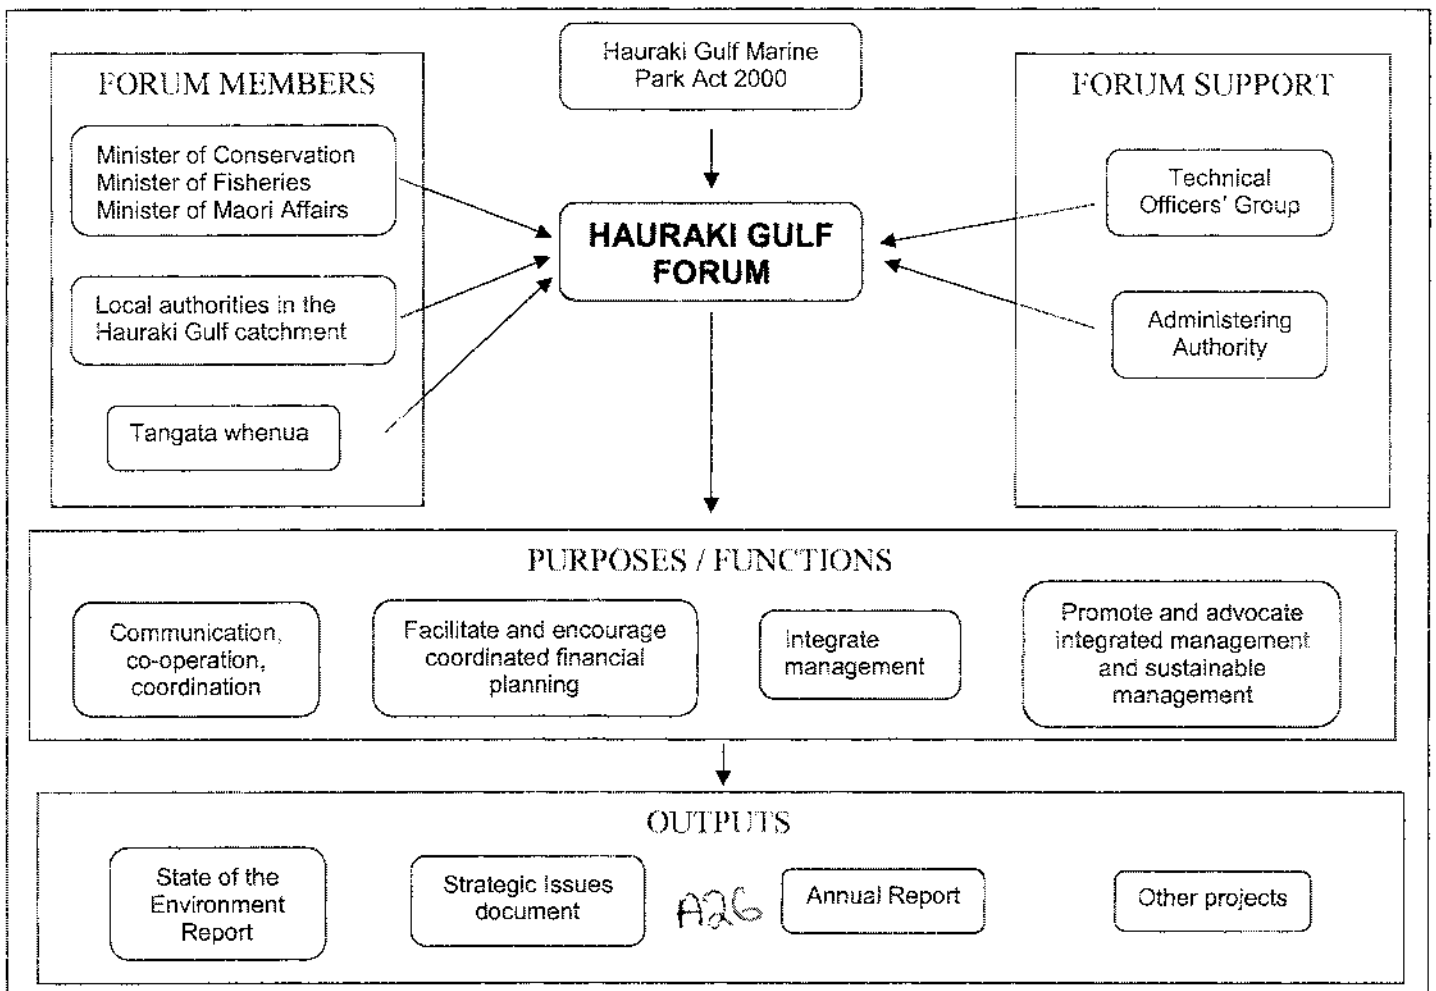 Hauraki Gulf Marine
Park Act 2000
FORUM MEMBERS
Minister of Conservation
Minister of Fisheries
Minister of Maori Affairs
Local authorities in the
Hauraki Gulf catchment
Tangata whenua
HAURAKI GULF
FORUM
FORUM SUPPORT
Technical
Officers' Group
Administering
Authority
PURPOSES / FUNCTIONS
Communication,
co-operation,
coordination
Facilitate and encourage
coordinated financial
planning
Integrate
management
Promote and advocate
integrated management
and sustainable
management
OUTPUTS
State of the
Environment
Report
Strategic Issues
document
A26
Annual Report
Other projects